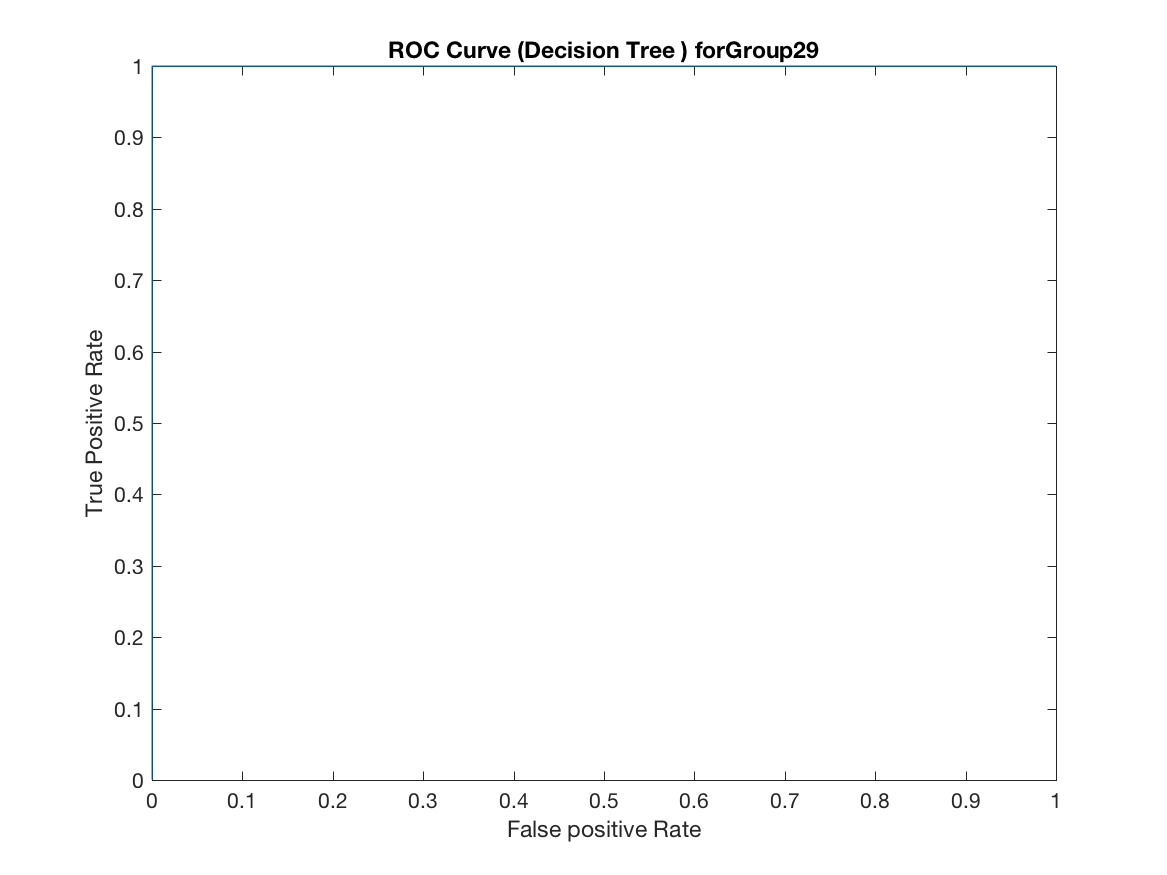 ROC Curve (Decision Tree ) forGroup29
1
0.9
0.8
0.7
0.6
0.5
0.4
0.3
0.2
0.1
0
True Positive Rate
0 0.1 0.2 0.3 0.4 0.5 0.6 0.7 0.8 0.9 1
False positive Rate